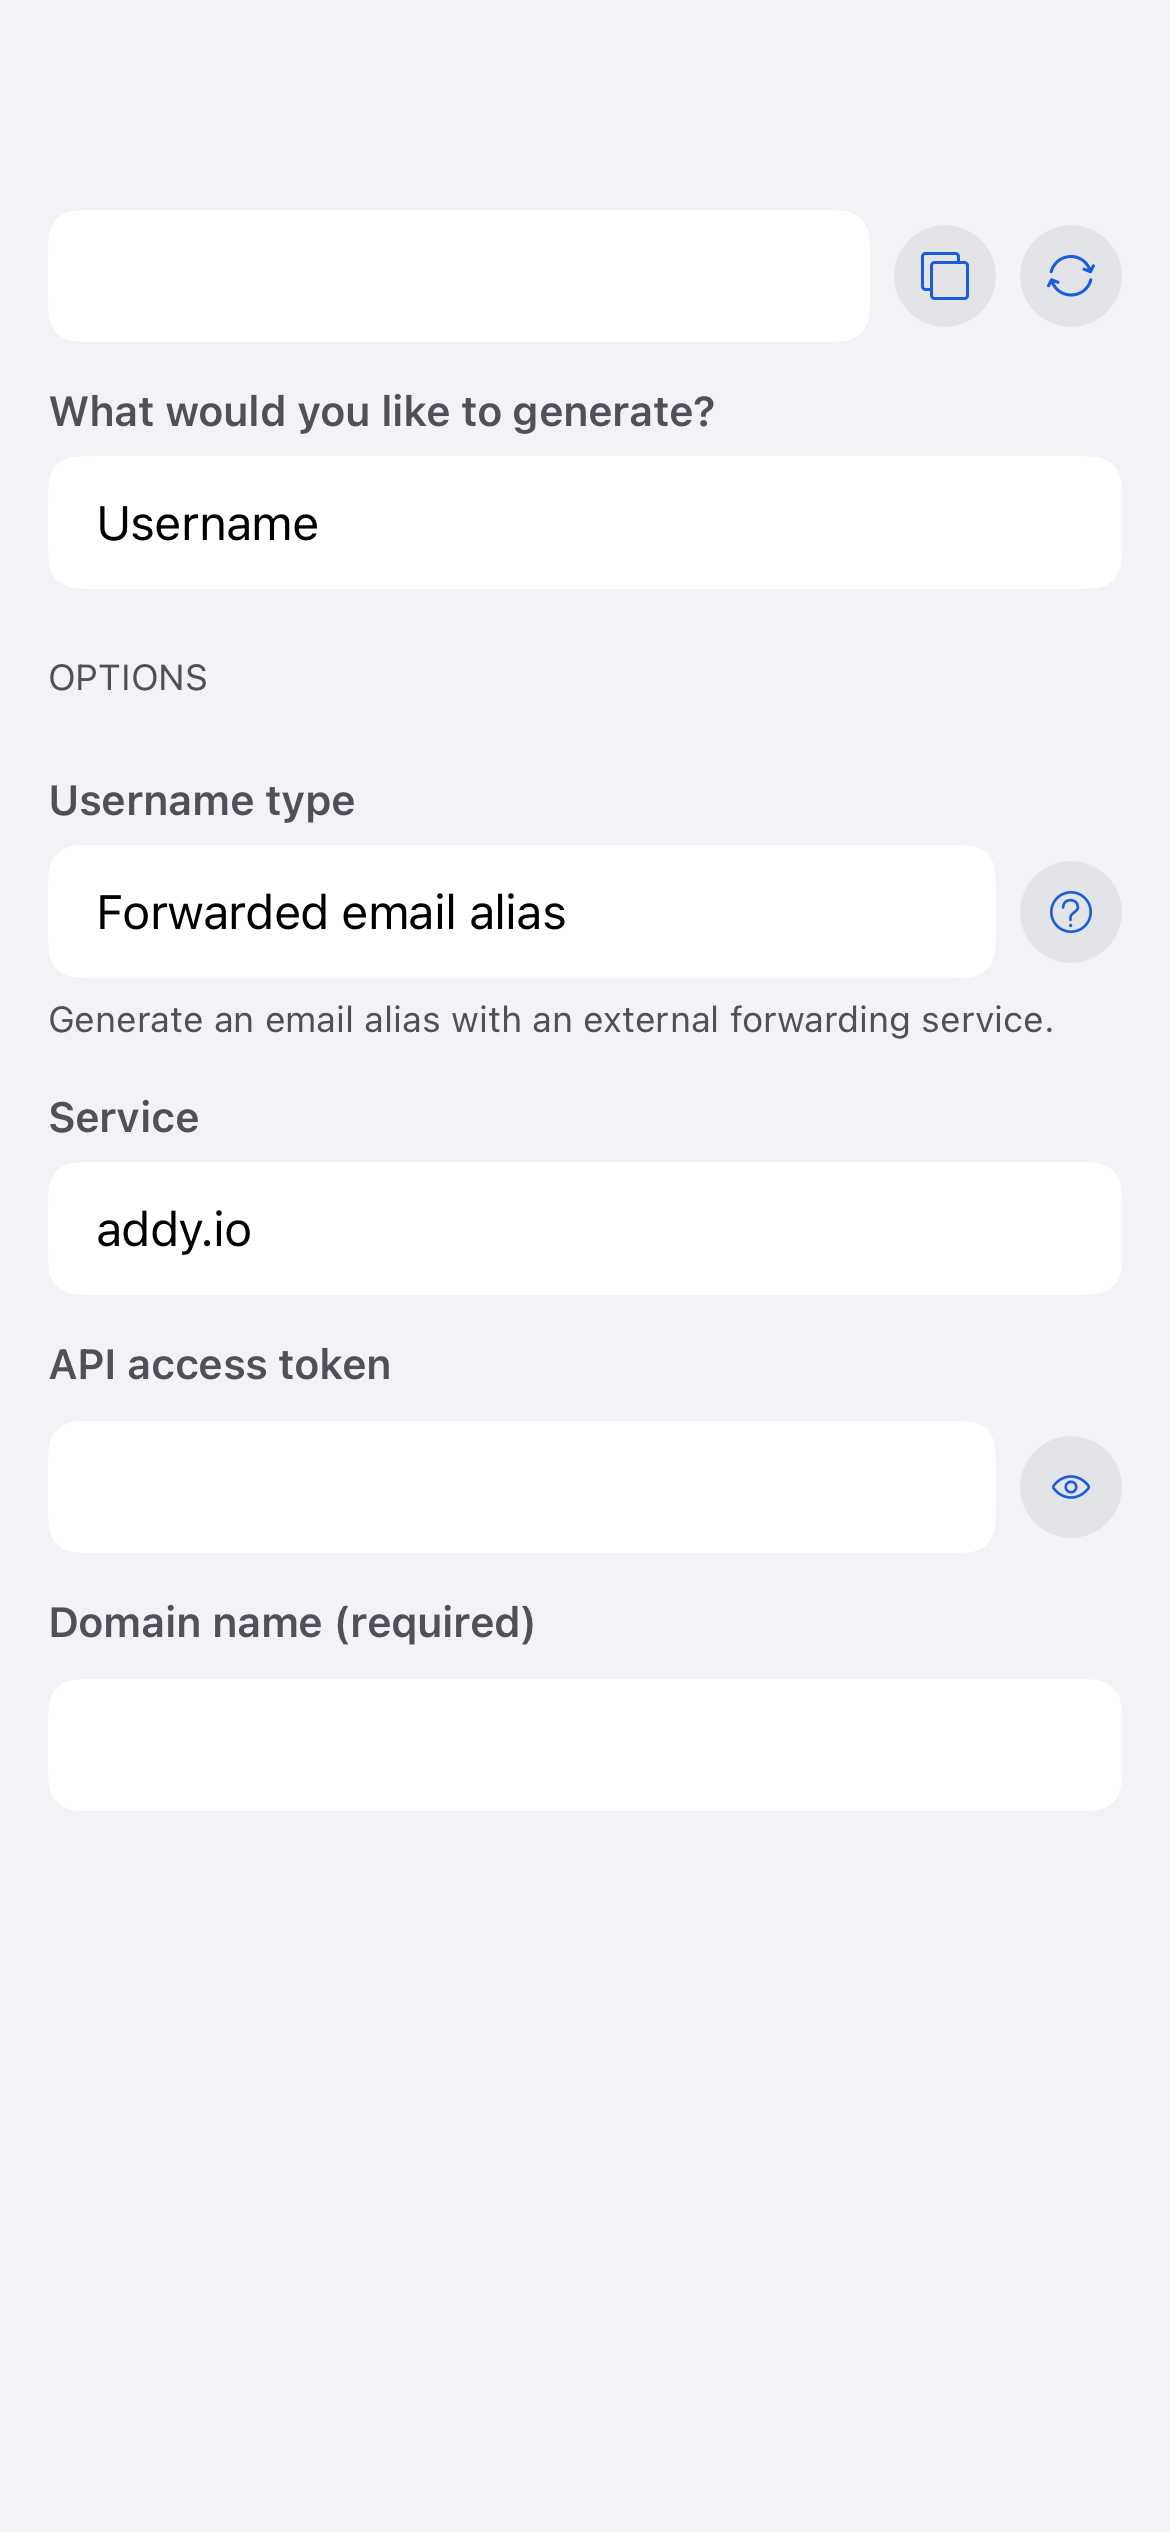 What would you like to generate?
Username
OPTIONS
Username type
Forwarded email alias
Generate an email alias with an external forwarding service.
Service
addy.io
API access token
Domain name (required)